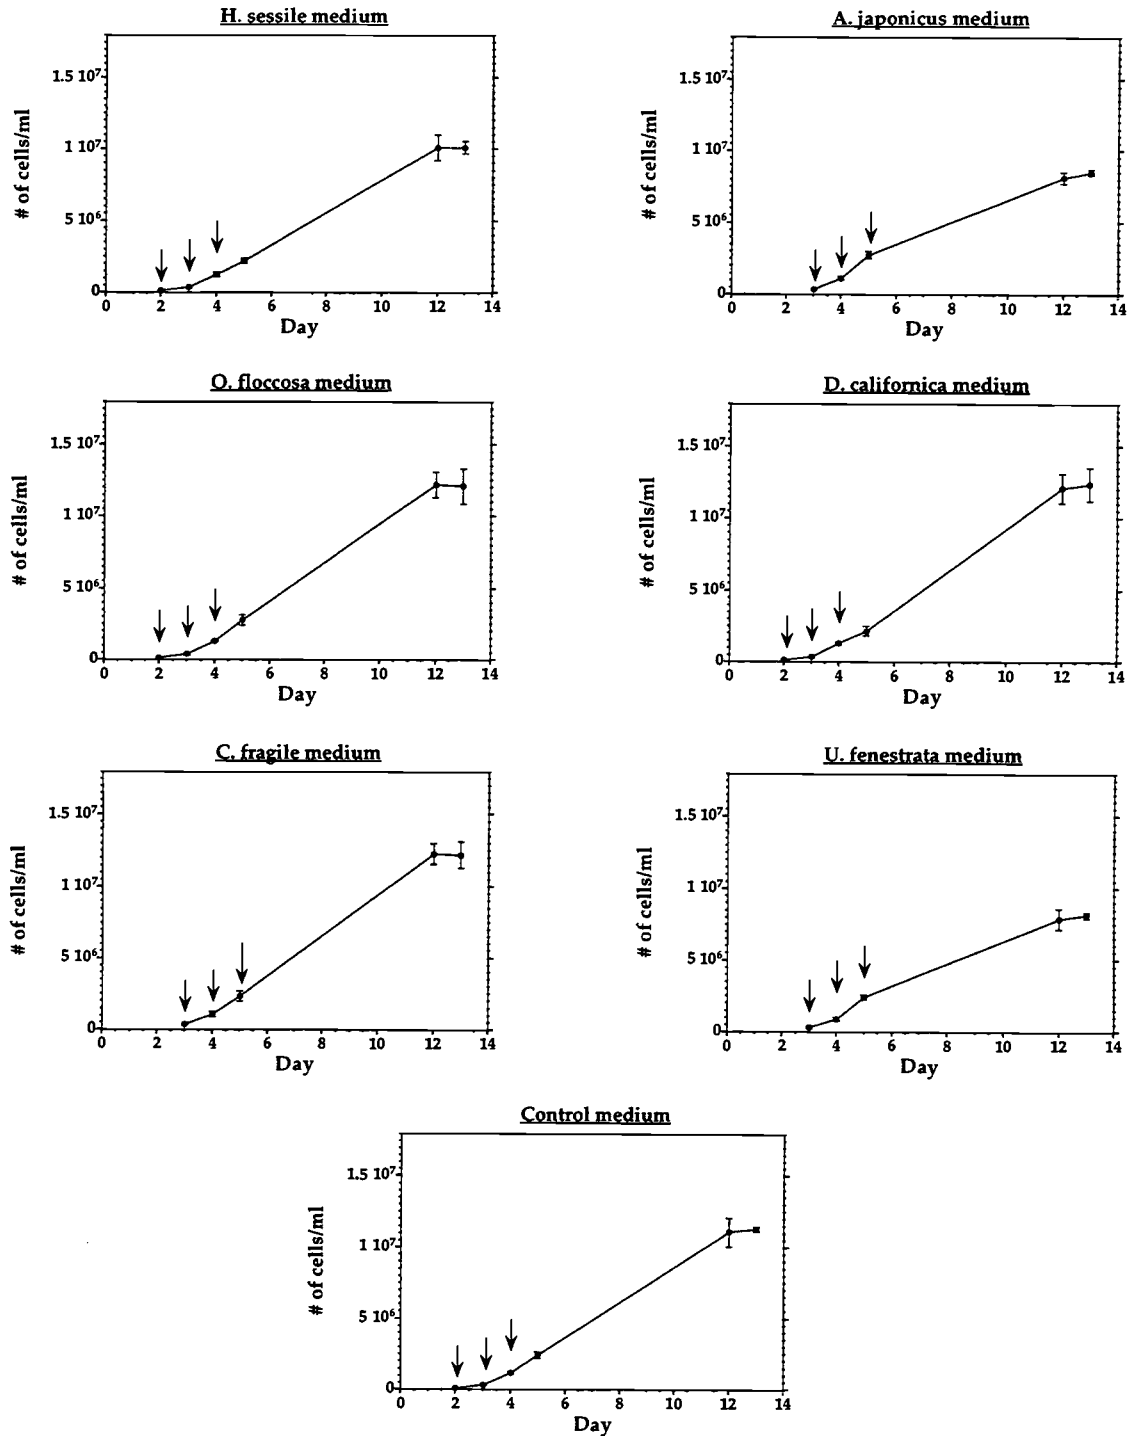 H. sessile medium
# of cells/ml
1.5 10⁷
1 10⁷
5 10⁶
0
0 2 4 6 8 10 12 14
Day
A. japonicus medium
# of cells/ml
1.5 10⁷
1 10⁷
5 10⁶
0
0 2 4 6 8 10 12 14
Day
O. floccosa medium
# of cells/ml
1.5 10⁷
1 10⁷
5 10⁶
0
0 2 4 6 8 10 12 14
Day
D. californica medium
# of cells/ml
1.5 10⁷
1 10⁷
5 10⁶
0
0 2 4 6 8 10 12 14
Day
C. fragile medium
# of cells/ml
1.5 10⁷
1 10⁷
5 10⁶
0
0 2 4 6 8 10 12 14
Day
U. fenestrata medium
# of cells/ml
1.5 10⁷
1 10⁷
5 10⁶
0
0 2 4 6 8 10 12 14
Day
Control medium
# of cells/ml
1.5 10⁷
1 10⁷
5 10⁶
0
0 2 4 6 8 10 12 14
Day